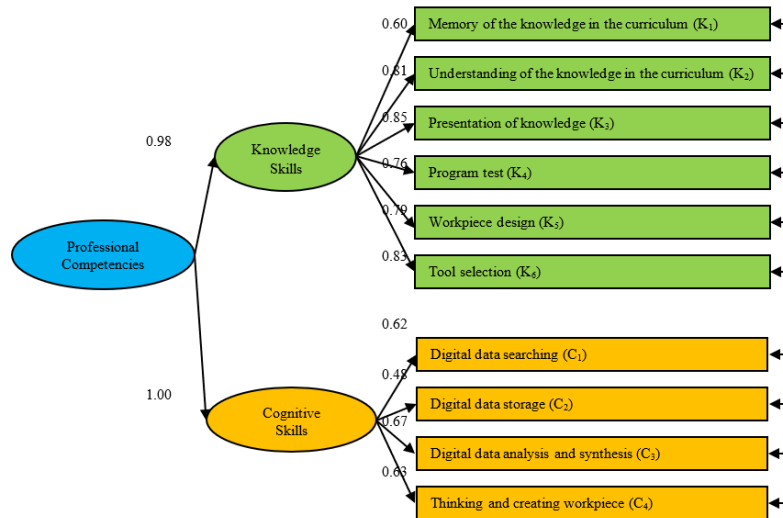 0.60
Memory of the knowledge in the curriculum (K₁)
0.81
Understanding of the knowledge in the curriculum (K₂)
0.85
Presentation of knowledge (K₃)
0.98
Knowledge
Skills
0.76
Program test (K₄)
0.79
Workpiece design (K₅)
Professional
Competencies
0.83
Tool selection (K₆)
0.62
Digital data searching (C₁)
0.48
Digital data storage (C₂)
1.00
Cognitive
Skills
0.67
Digital data analysis and synthesis (C₃)
0.63
Thinking and creating workpiece (C₄)